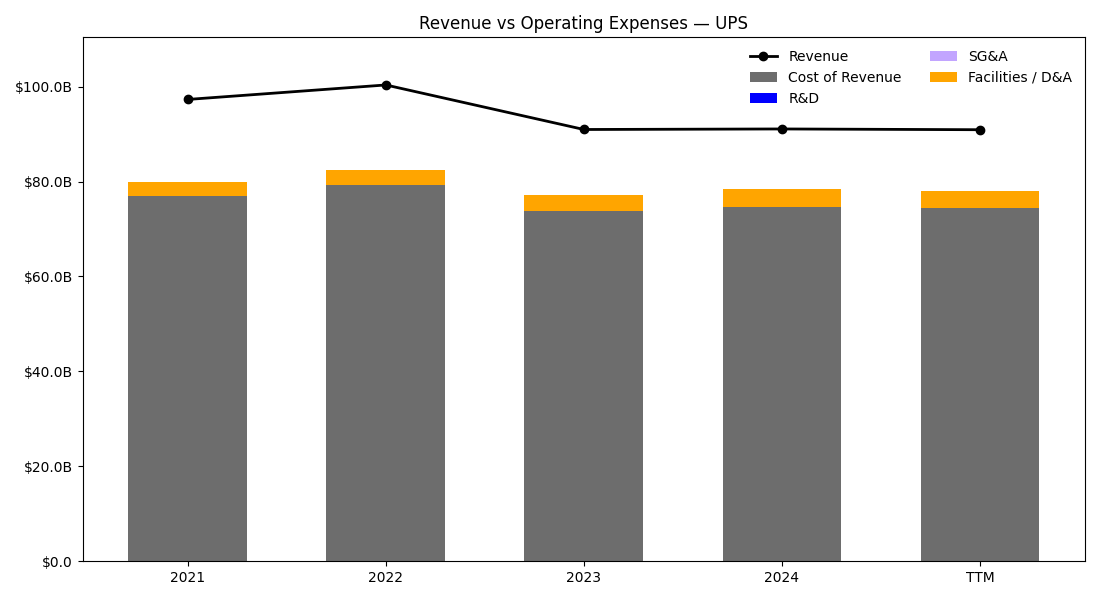 Revenue vs Operating Expenses — UPS
Revenue
Cost of Revenue
R&D
SG&A
Facilities / D&A
$100.0B
$80.0B
$60.0B
$40.0B
$20.0B
$0.0
2021 2022 2023 2024 TTM